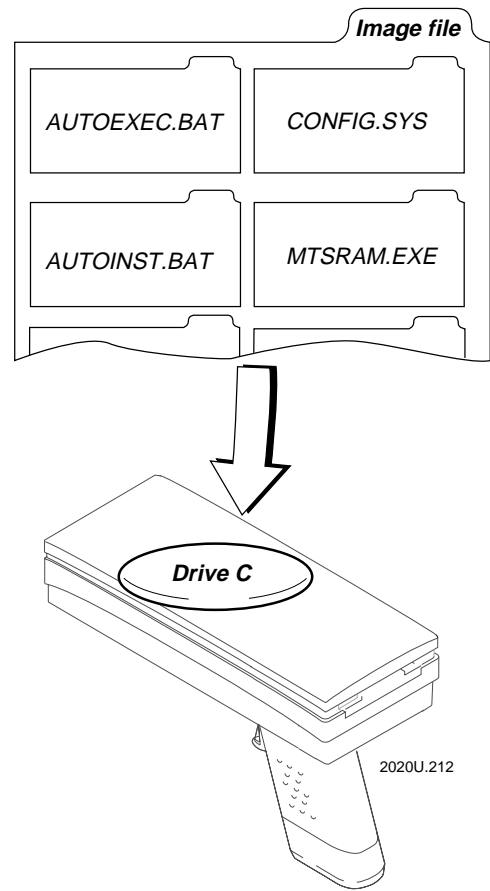 Image file
AUTOEXEC.BAT
CONFIG.SYS
AUTOINST.BAT
MTSRAM.EXE
Drive C
2020U.212